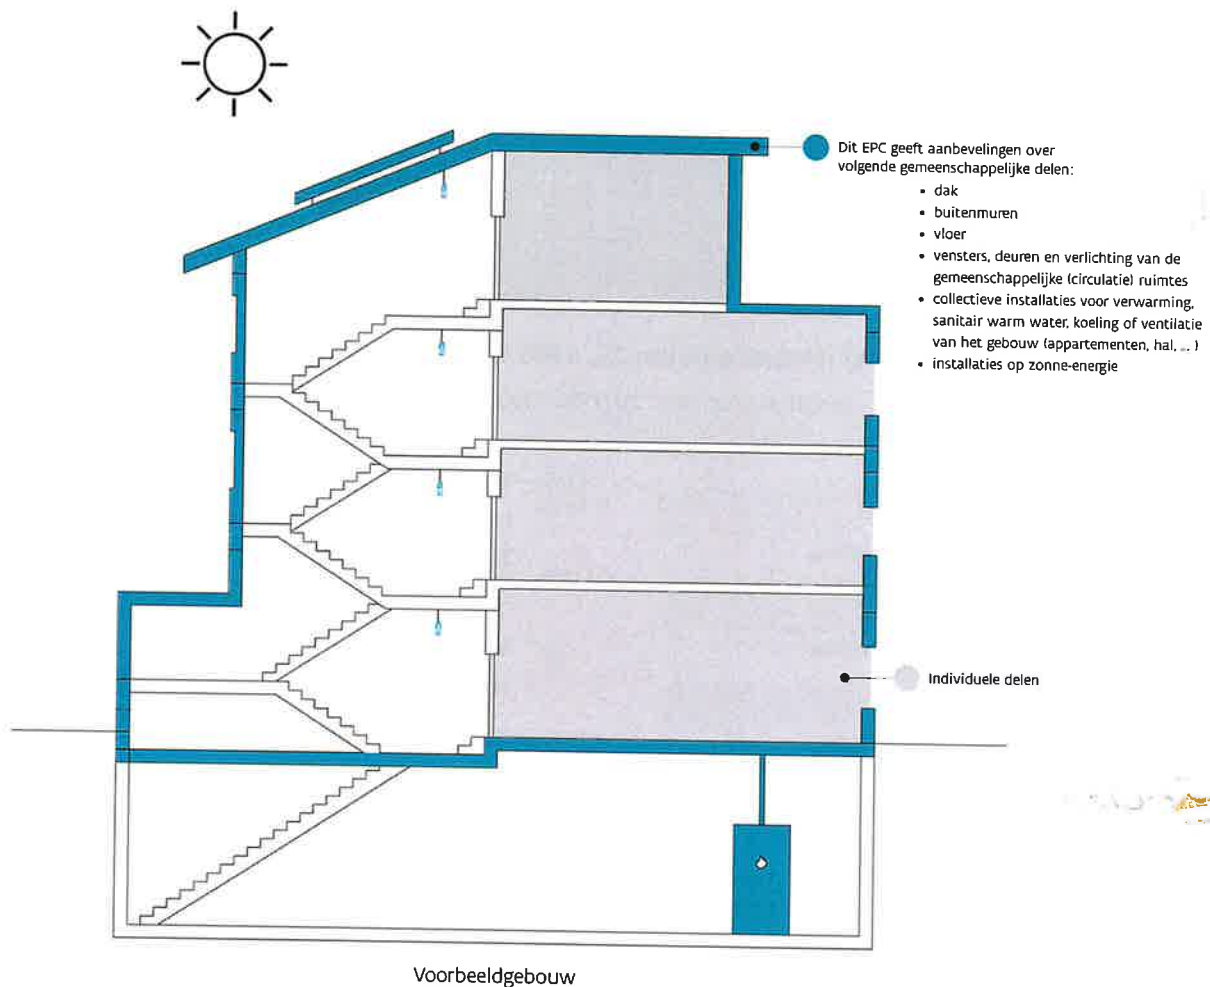 Dit EPC geeft aanbevelingen over
volgende gemeenschappelijke delen:
• dak
• buitenmuren
• vloer
• vensters, deuren en verlichting van de
gemeenschappelijke (circulatie) ruimtes
• collectieve installaties voor verwarming,
sanitair warm water, koeling of ventilatie
van het gebouw (appartementen, hal, ... )
• installaties op zonne-energie
Individuele delen
Voorbeeldgebouw